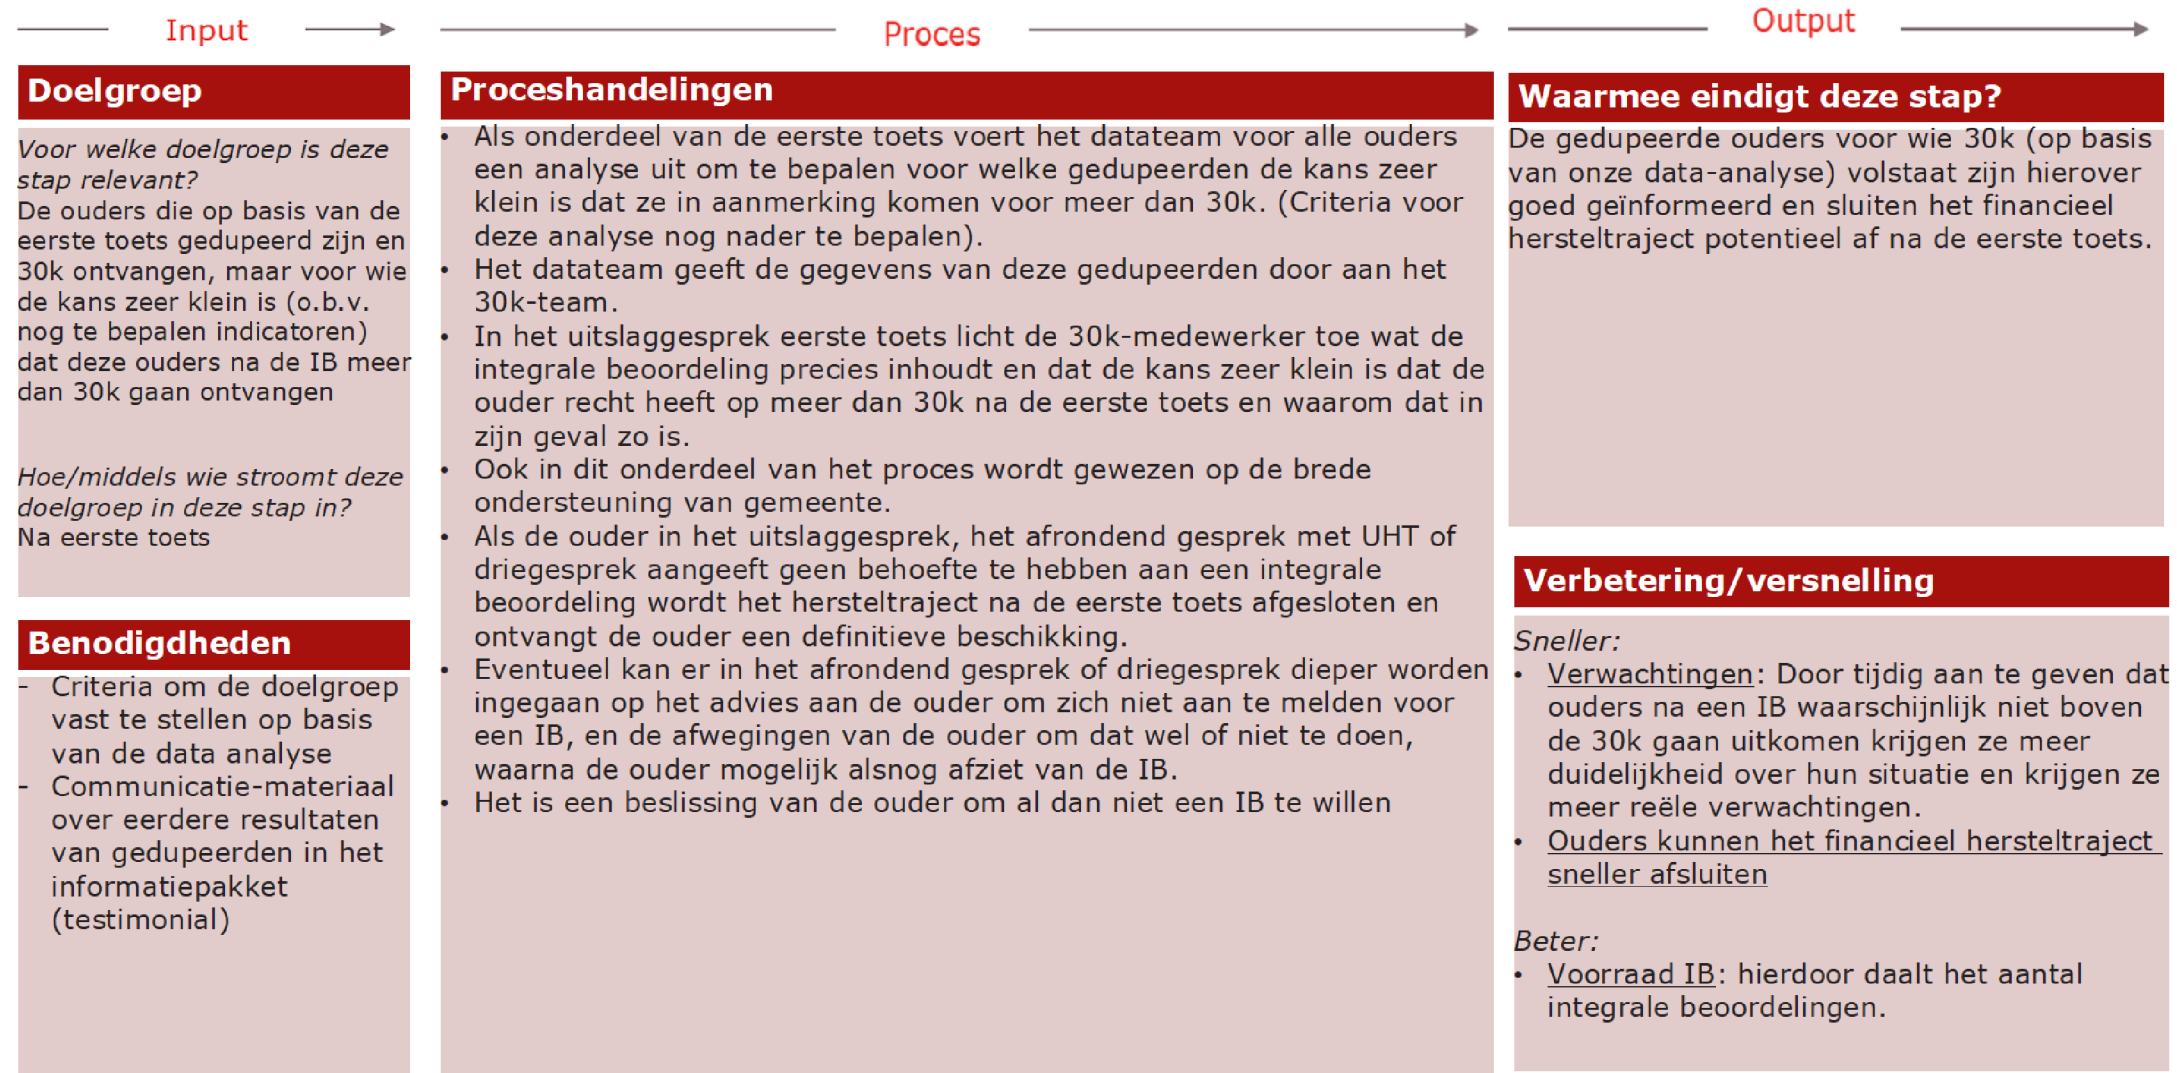 Input
Proces
Output
Doelgroep
Voor welke doelgroep is deze
stap relevant?
De ouders die op basis van de
eerste toets gedupeerd zijn en
30k ontvangen, maar voor wie
de kans zeer klein is (o.b.v.
nog te bepalen indicatoren)
dat deze ouders na de IB meer
dan 30k gaan ontvangen
Hoe/middels wie stroomt deze
doelgroep in deze stap in?
Na eerste toets
Benodigdheden
- Criteria om de doelgroep
vast te stellen op basis
van de data analyse
- Communicatie-materiaal
over eerdere resultaten
van gedupeerden in het
informatiepakket
(testimonial)
Proceshandelingen
• Als onderdeel van de eerste toets voert het datateam voor alle ouders
een analyse uit om te bepalen voor welke gedupeerden de kans zeer
klein is dat ze in aanmerking komen voor meer dan 30k. (Criteria voor
deze analyse nog nader te bepalen).
• Het datateam geeft de gegevens van deze gedupeerden door aan het
30k-team.
• In het uitslaggesprek eerste toets licht de 30k-medewerker toe wat de
integrale beoordeling precies inhoudt en dat de kans zeer klein is dat de
ouder recht heeft op meer dan 30k na de eerste toets en waarom dat in
zijn geval zo is.
• Ook in dit onderdeel van het proces wordt gewezen op de brede
ondersteuning van gemeente.
• Als de ouder in het uitslaggesprek, het afrondend gesprek met UHT of
driegesprek aangeeft geen behoefte te hebben aan een integrale
beoordeling wordt het hersteltraject na de eerste toets afgesloten en
ontvangt de ouder een definitieve beschikking.
• Eventueel kan er in het afrondend gesprek of driegesprek dieper worden
ingegaan op het advies aan de ouder om zich niet aan te melden voor
een IB, en de afwegingen van de ouder om dat wel of niet te doen,
waarna de ouder mogelijk alsnog afziet van de IB.
• Het is een beslissing van de ouder om al dan niet een IB te willen
Waarmee eindigt deze stap?
De gedupeerde ouders voor wie 30k (op basis
van onze data-analyse) volstaat zijn hierover
goed geïnformeerd en sluiten het financieel
hersteltraject potentieel af na de eerste toets.
Verbetering/versnelling
Sneller:
• Verwachtingen: Door tijdig aan te geven dat
ouders na een IB waarschijnlijk niet boven
de 30k gaan uitkomen krijgen ze meer
duidelijkheid over hun situatie en krijgen ze
meer reële verwachtingen.
• Ouders kunnen het financieel hersteltraject
sneller afsluiten
Beter:
• Voorraad IB: hierdoor daalt het aantal
integrale beoordelingen.